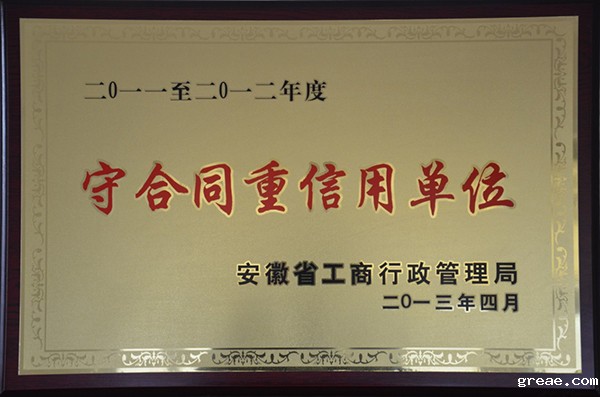 二0一一至二0一二年度
守合同重信用单位
安徽省工商行政管理局
二0一三年四月
greae.com